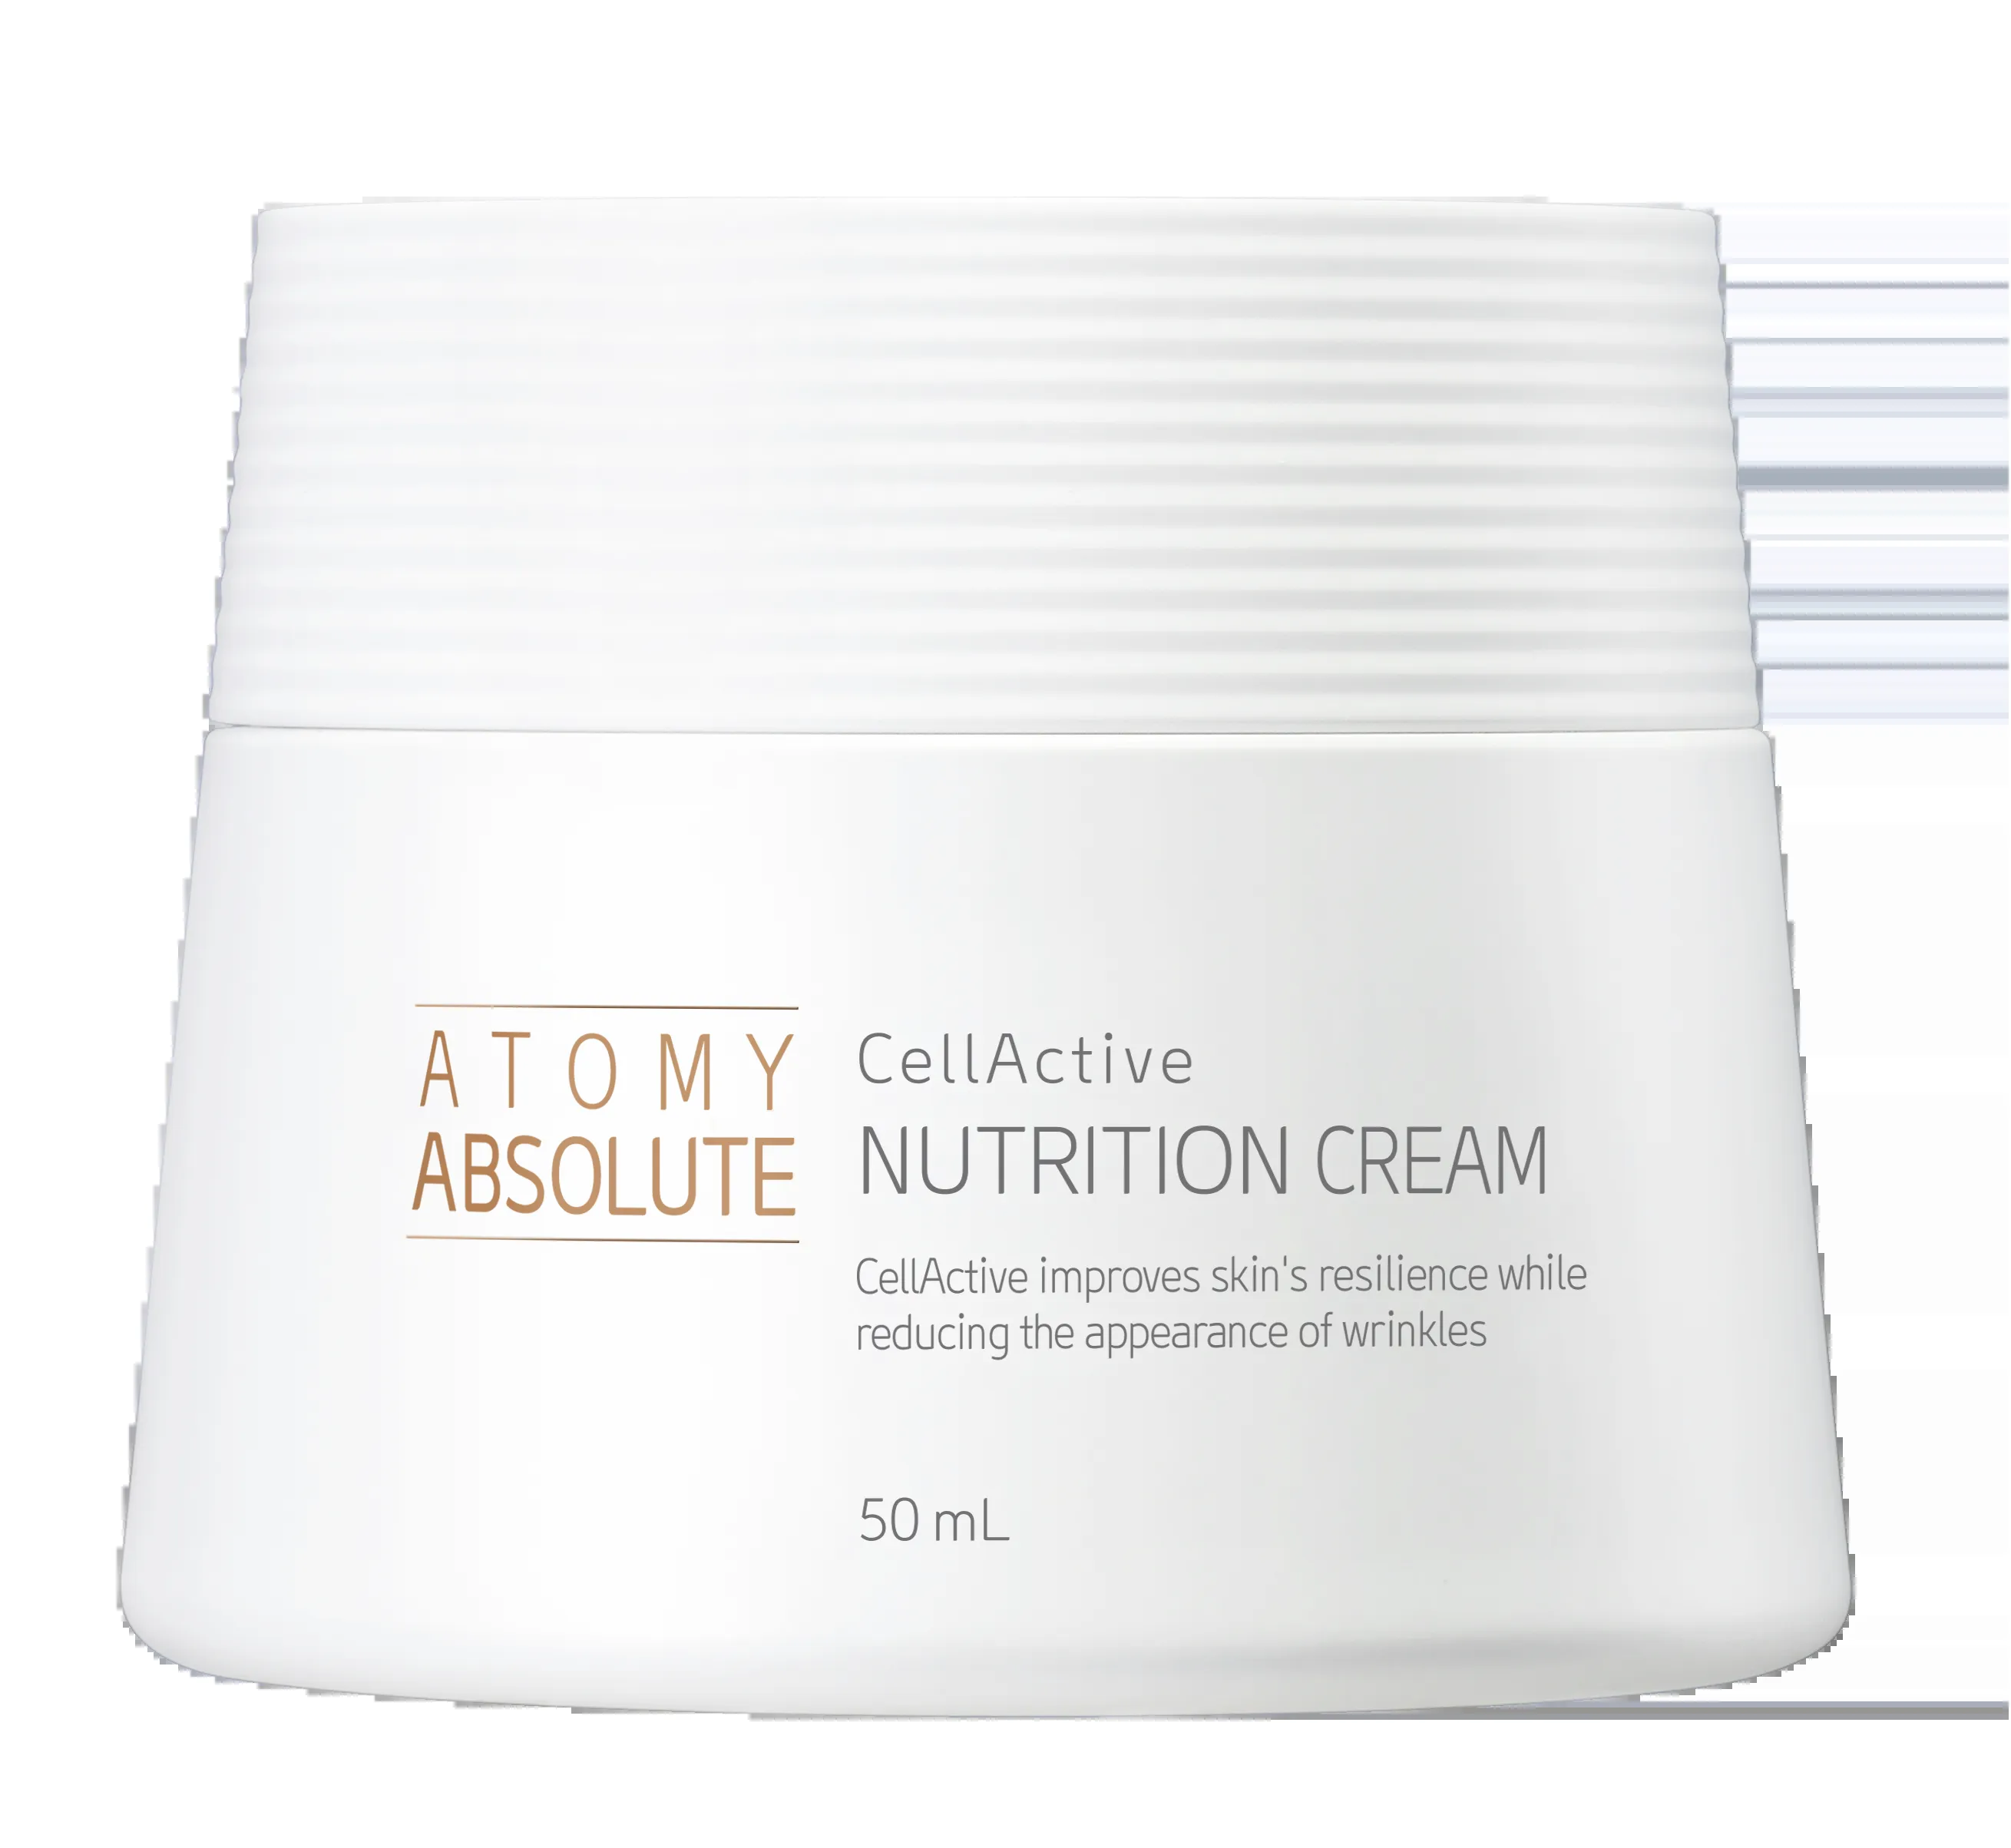 ATOMY
ABSOLUTE
CellActive
NUTRITION CREAM
CellActive improves skin's resilience while
reducing the appearance of wrinkles
50 mL